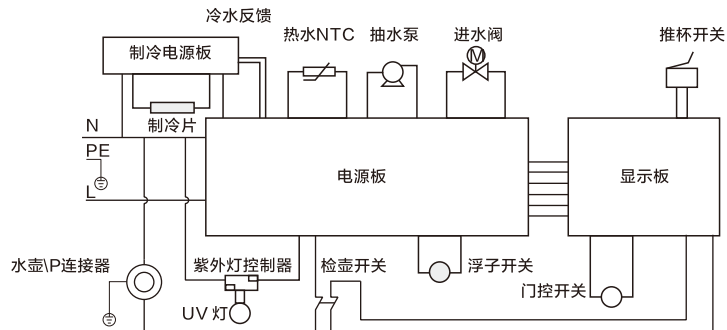 冷水反馈
热水NTC
抽水泵
进水阀
推杯开关
制冷电源板
M
制冷片
N
PE
L
电源板
显示板
水壶\P连接器
紫外灯控制器
检壶开关
浮子开关
门控开关
UV 灯